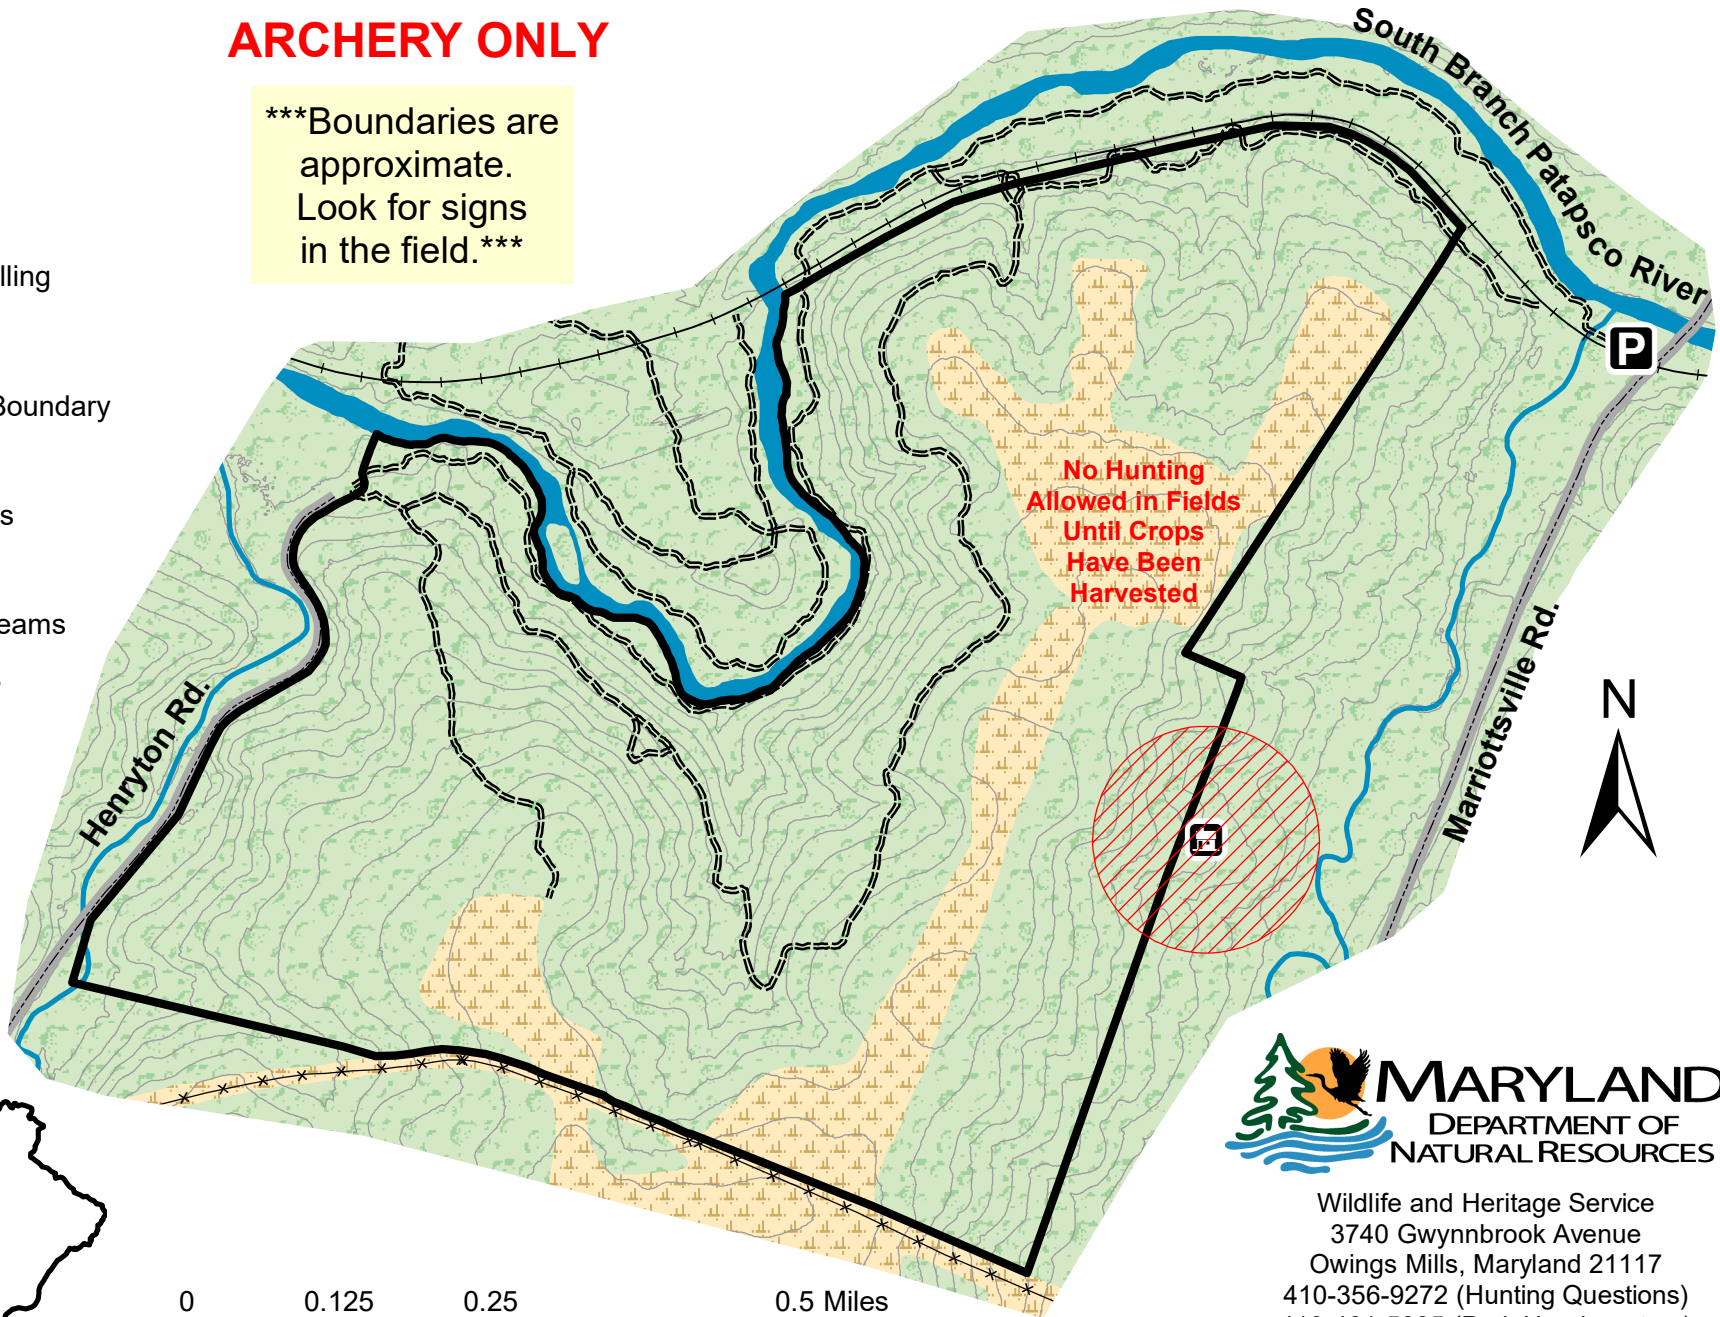 ARCHERY ONLY
***Boundaries are
approximate.
Look for signs
in the field.***
South Branch Patapsco River
lling
Boundary
s
eams
P
No Hunting
Allowed in Fields
Until Crops
Have Been
Harvested
Henryton Rd.
Marriottsville Rd.
N
MARYLAND
DEPARTMENT OF
NATURAL RESOURCES
Wildlife and Heritage Service
3740 Gwynnbrook Avenue
Owings Mills, Maryland 21117
410-356-9272 (Hunting Questions)
0 0.125 0.25 0.5 Miles